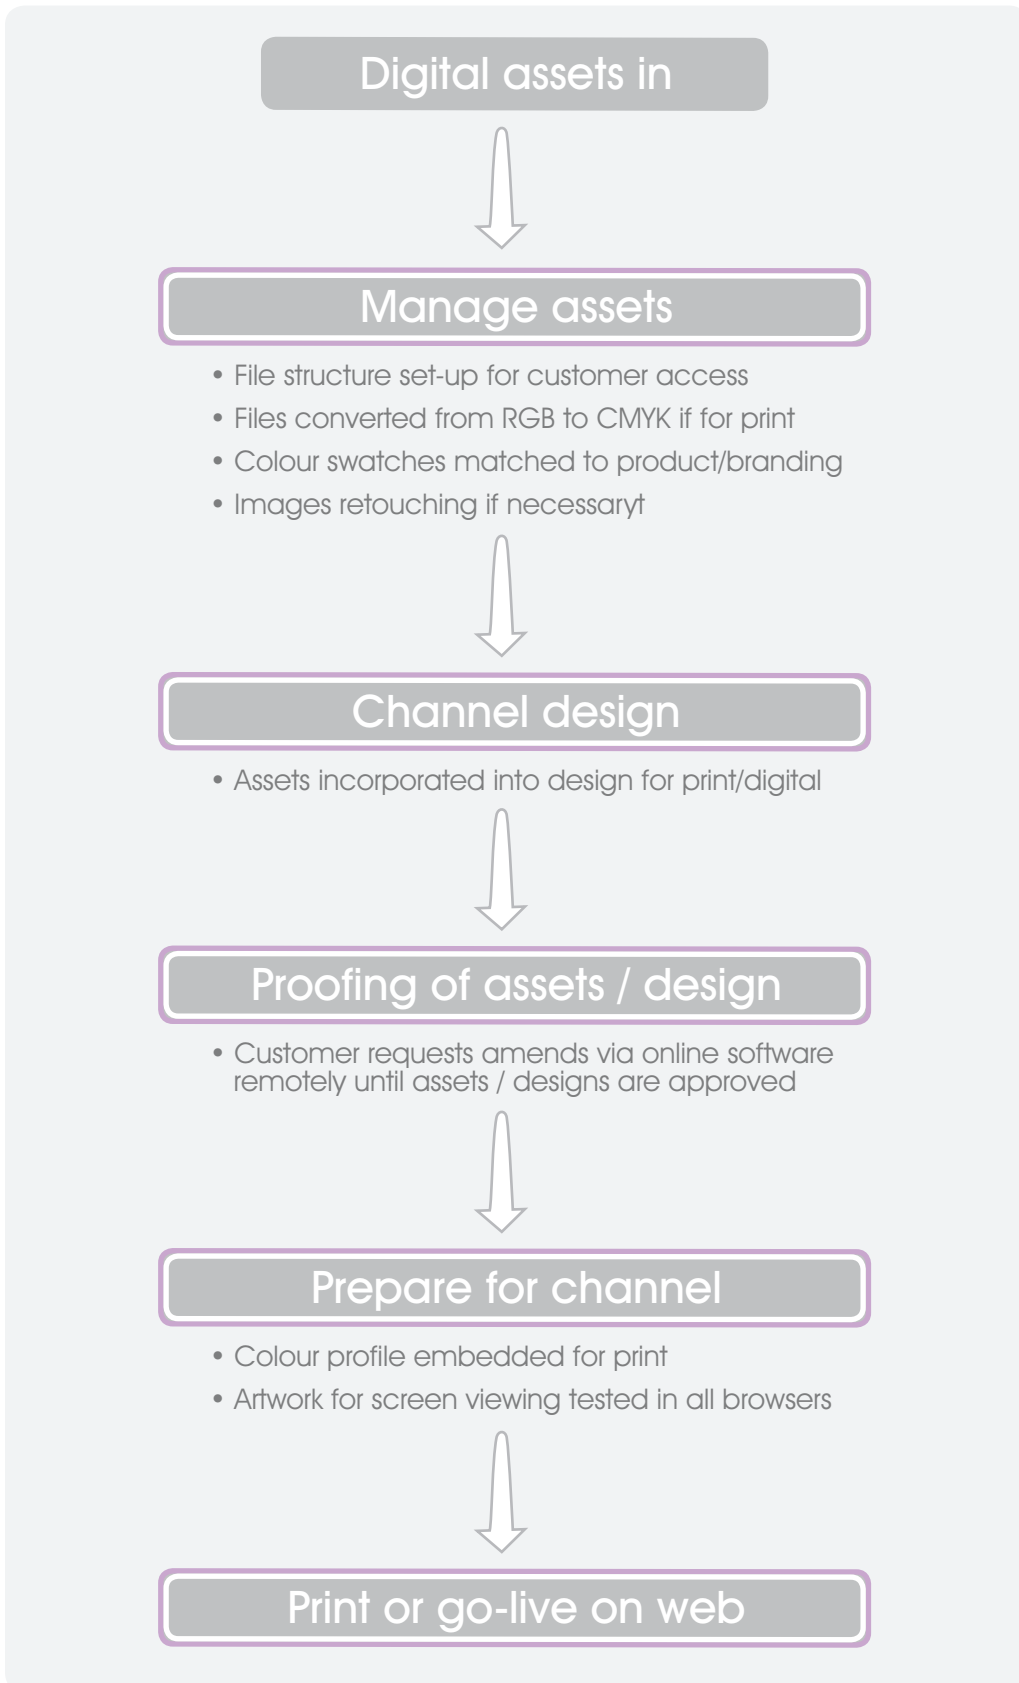 Digital assets in
Manage assets
• File structure set-up for customer access
• Files converted from RGB to CMYK if for print
• Colour swatches matched to product/branding
• Images retouching if necessaryt
Channel design
• Assets incorporated into design for print/digital
Proofing of assets / design
• Customer requests amends via online software
remotely until assets / designs are approved
Prepare for channel
• Colour profile embedded for print
• Artwork for screen viewing tested in all browsers
Print or go-live on web